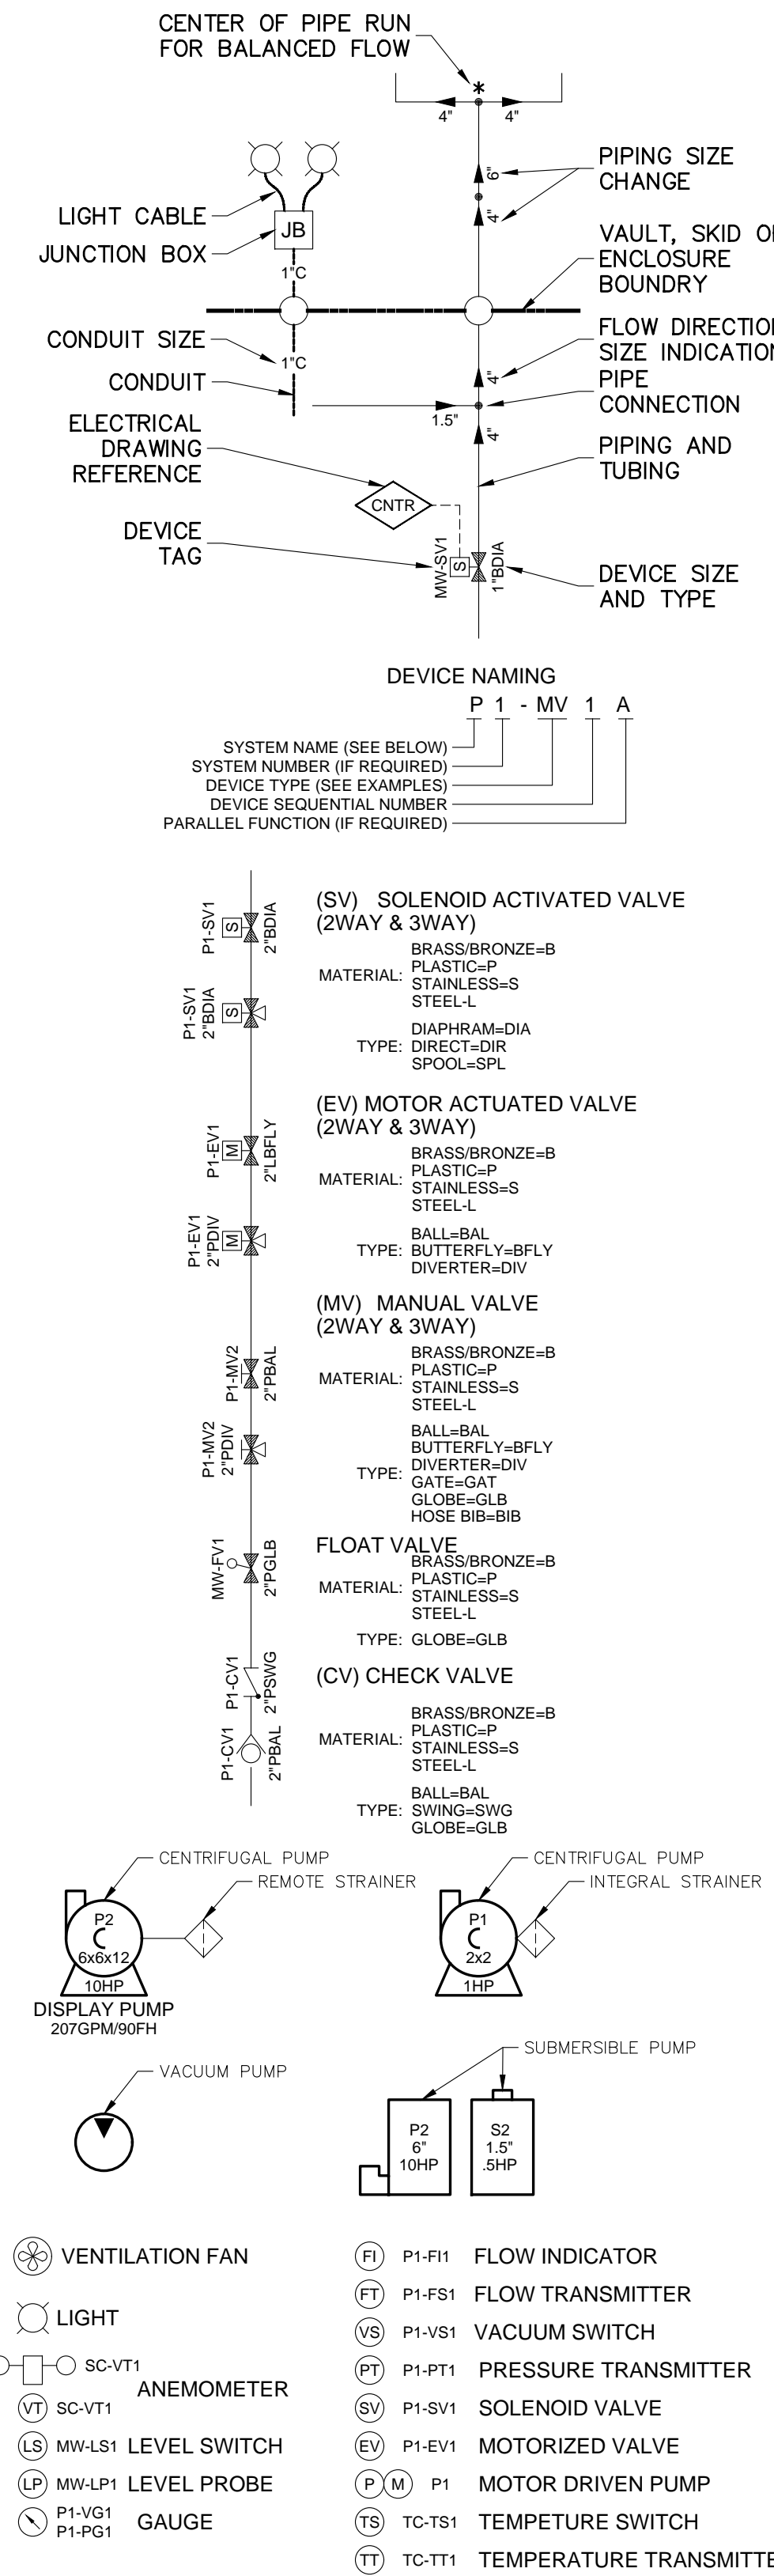 CENTER OF PIPE RUN
FOR BALANCED FLOW
*
4"
4"
6"
PIPING SIZE
CHANGE
4"
LIGHT CABLE
JB
JUNCTION BOX
1"C
VAULT, SKID O
ENCLOSURE
BOUNDRY
CONDUIT SIZE
1"C
FLOW DIRECTIO
SIZE INDICATION
4"
CONDUIT
PIPE
CONNECTION
1.5"
4"
ELECTRICAL
DRAWING
REFERENCE
PIPING AND
TUBING
CNTR
DEVICE
TAG
MW-SV1
S
1"BDIA
DEVICE SIZE
AND TYPE
DEVICE NAMING
P 1 - MV 1 A
SYSTEM NAME (SEE BELOW)
SYSTEM NUMBER (IF REQUIRED)
DEVICE TYPE (SEE EXAMPLES)
DEVICE SEQUENTIAL NUMBER
PARALLEL FUNCTION (IF REQUIRED)
P1-SV1
S
2"BDIA
(SV) SOLENOID ACTIVATED VALVE
(2WAY & 3WAY)
MATERIAL:
BRASS/BRONZE=B
PLASTIC=P
STAINLESS=S
STEEL-L
P1-SV1
2"BDIA
S
TYPE:
DIAPHRAM=DIA
DIRECT=DIR
SPOOL=SPL
P1-EV1
M
2"LBFLY
(EV) MOTOR ACTUATED VALVE
(2WAY & 3WAY)
MATERIAL:
BRASS/BRONZE=B
PLASTIC=P
STAINLESS=S
STEEL-L
P1-EV1
2"PDIV
M
TYPE:
BALL=BAL
BUTTERFLY=BFLY
DIVERTER=DIV
(MV) MANUAL VALVE
(2WAY & 3WAY)
P1-MV2
2"PBAL
MATERIAL:
BRASS/BRONZE=B
PLASTIC=P
STAINLESS=S
STEEL-L
P1-MV2
2"PDIV
TYPE:
BALL=BAL
BUTTERFLY=BFLY
DIVERTER=DIV
GATE=GAT
GLOBE=GLB
HOSE BIB=BIB
MW-FV1
2"PGLB
FLOAT VALVE
MATERIAL:
BRASS/BRONZE=B
PLASTIC=P
STAINLESS=S
STEEL-L
TYPE: GLOBE=GLB
P1-CV1
2"PSWG
(CV) CHECK VALVE
P1-CV1
2"PBAL
MATERIAL:
BRASS/BRONZE=B
PLASTIC=P
STAINLESS=S
STEEL-L
TYPE:
BALL=BAL
SWING=SWG
GLOBE=GLB
CENTRIFUGAL PUMP
REMOTE STRAINER
P2
C
6x6x12
10HP
DISPLAY PUMP
207GPM/90FH
CENTRIFUGAL PUMP
INTEGRAL STRAINER
P1
C
2x2
1HP
VACUUM PUMP
SUBMERSIBLE PUMP
P2
6"
10HP
S2
1.5"
.5HP
VENTILATION FAN
LIGHT
SC-VT1
ANEMOMETER
VT SC-VT1
LS MW-LS1 LEVEL SWITCH
LP MW-LP1 LEVEL PROBE
P1-VG1
P1-PG1
GAUGE
FI P1-FI1 FLOW INDICATOR
FT P1-FS1 FLOW TRANSMITTER
VS P1-VS1 VACUUM SWITCH
PT P1-PT1 PRESSURE TRANSMITTER
SV P1-SV1 SOLENOID VALVE
EV P1-EV1 MOTORIZED VALVE
P M P1 MOTOR DRIVEN PUMP
TS TC-TS1 TEMPETURE SWITCH
TT TC-TT1 TEMPERATURE TRANSMITTE